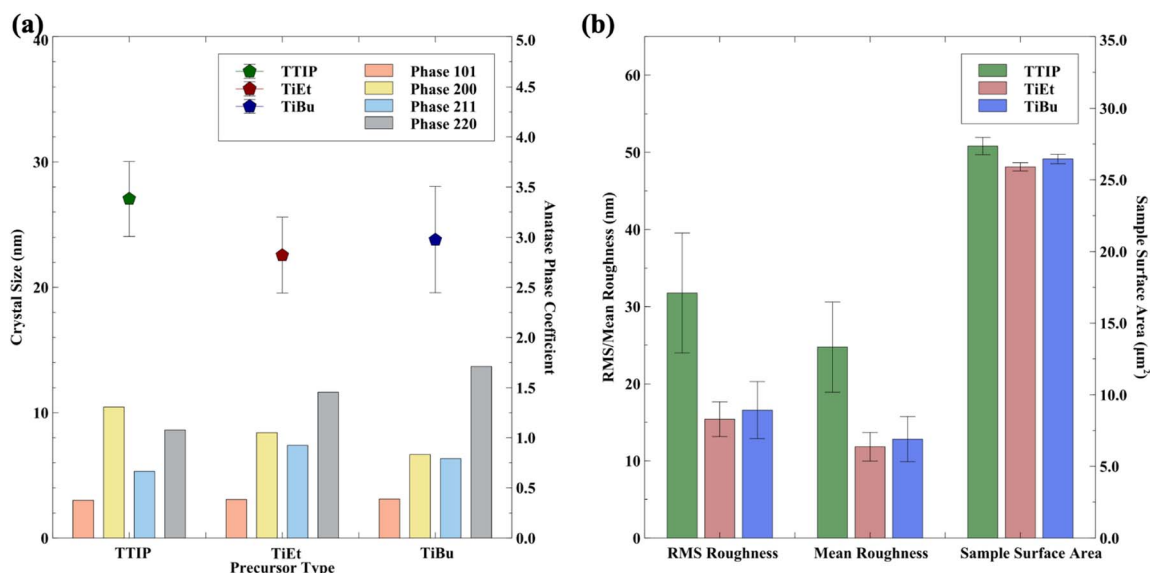 (a)
40
30
20
10
0
Crystal Size (nm)
TTIP
TiEt
TiBu
Phase 101
Phase 200
Phase 211
Phase 220
5.0
4.5
4.0
3.5
3.0
2.5
2.0
1.5
1.0
0.5
0.0
Anatase Phase Coefficient
TTIP
TiEt
TiBu
Precursor Type
(b)
60
50
40
30
20
10
0
RMS/Mean Roughness (nm)
TTIP
TiEt
TiBu
35.0
30.0
25.0
20.0
15.0
10.0
5.0
0.0
Sample Surface
Area (μm²)
RMS Roughness
Mean Roughness
Sample Surface Area